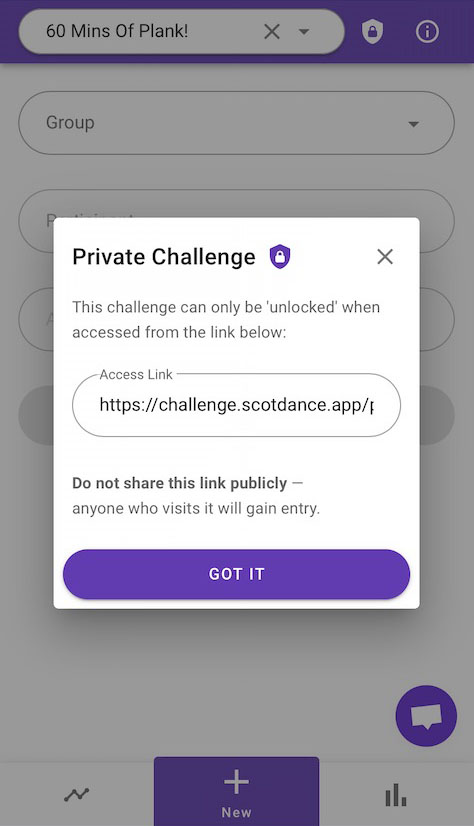 60 Mins Of Plank!
Group
Participant
Private Challenge
This challenge can only be 'unlocked' when
accessed from the link below:
Access Link
https://challenge.scotdance.app/p
Do not share this link publicly —
anyone who visits it will gain entry.
GOT IT
New